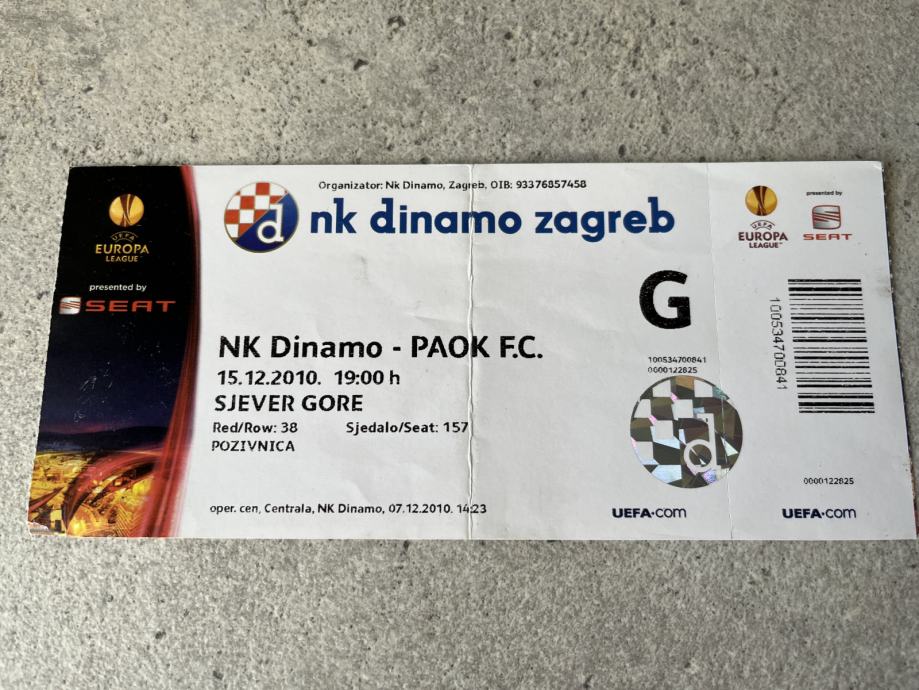 Organizator: Nk Dinamo, Zagreb, OIB: 93376857458
nk dinamo zagreb
UEFA
EUROPA
LEAGUE™
presented by
SEAT
G
NK Dinamo - PAOK F.C.
15.12.2010. 19:00 h
SJEVER GORE
Red/Row: 38 Sjedalo/Seat: 157
POZIVNICA
100534700841
0000122825
d
oper. cen, Centrala, NK Dinamo, 07.12.2010. 14:23
UEFA.com
UEFA
EUROPA
LEAGUE™
presented by
SEAT
100534700841
0000122825
UEFA.com